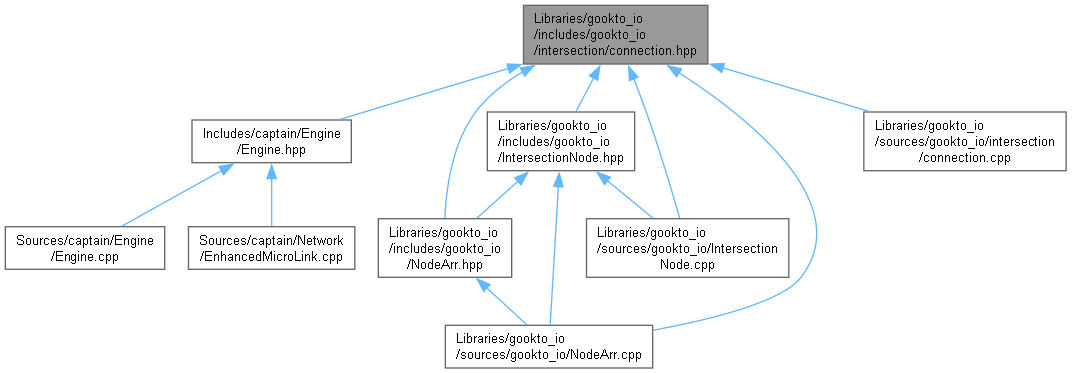 Libraries/gookto_io
/includes/gookto_io
/intersection/connection.hpp
Includes/captain/Engine
/Engine.hpp
Libraries/gookto_io
/includes/gookto_io
/IntersectionNode.hpp
Libraries/gookto_io
/sources/gookto_io/intersection
/connection.cpp
Sources/captain/Engine
/Engine.cpp
Sources/captain/Network
/EnhancedMicroLink.cpp
Libraries/gookto_io
/includes/gookto_io
/NodeArr.hpp
Libraries/gookto_io
/sources/gookto_io/Intersection
Node.cpp
Libraries/gookto_io
/sources/gookto_io/NodeArr.cpp